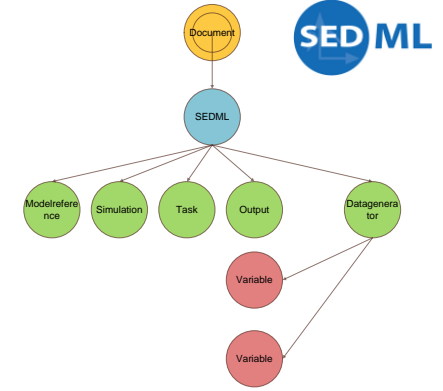 Document
SED ML
SEDML
Modelrefere
nce
Simulation
Task
Output
Datagenera
tor
Variable
Variable